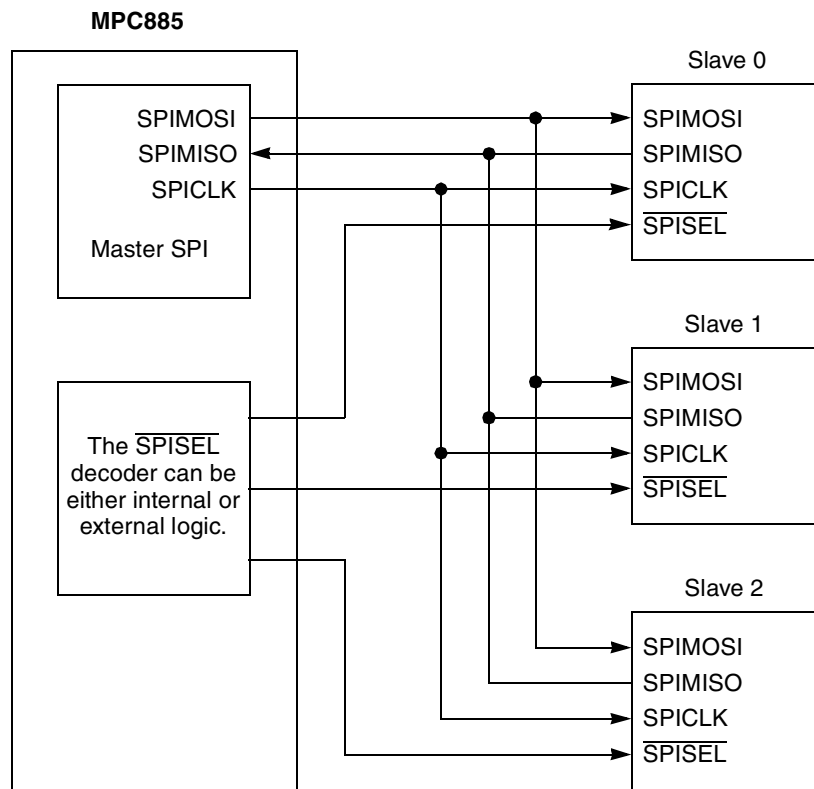 MPC885
SPIMOSI
SPIMISO
SPICLK
Master SPI
The SPISEL
decoder can be
either internal or
external logic.
Slave 0
SPIMOSI
SPIMISO
SPICLK
SPISEL
Slave 1
SPIMOSI
SPIMISO
SPICLK
SPISEL
Slave 2
SPIMOSI
SPIMISO
SPICLK
SPISEL